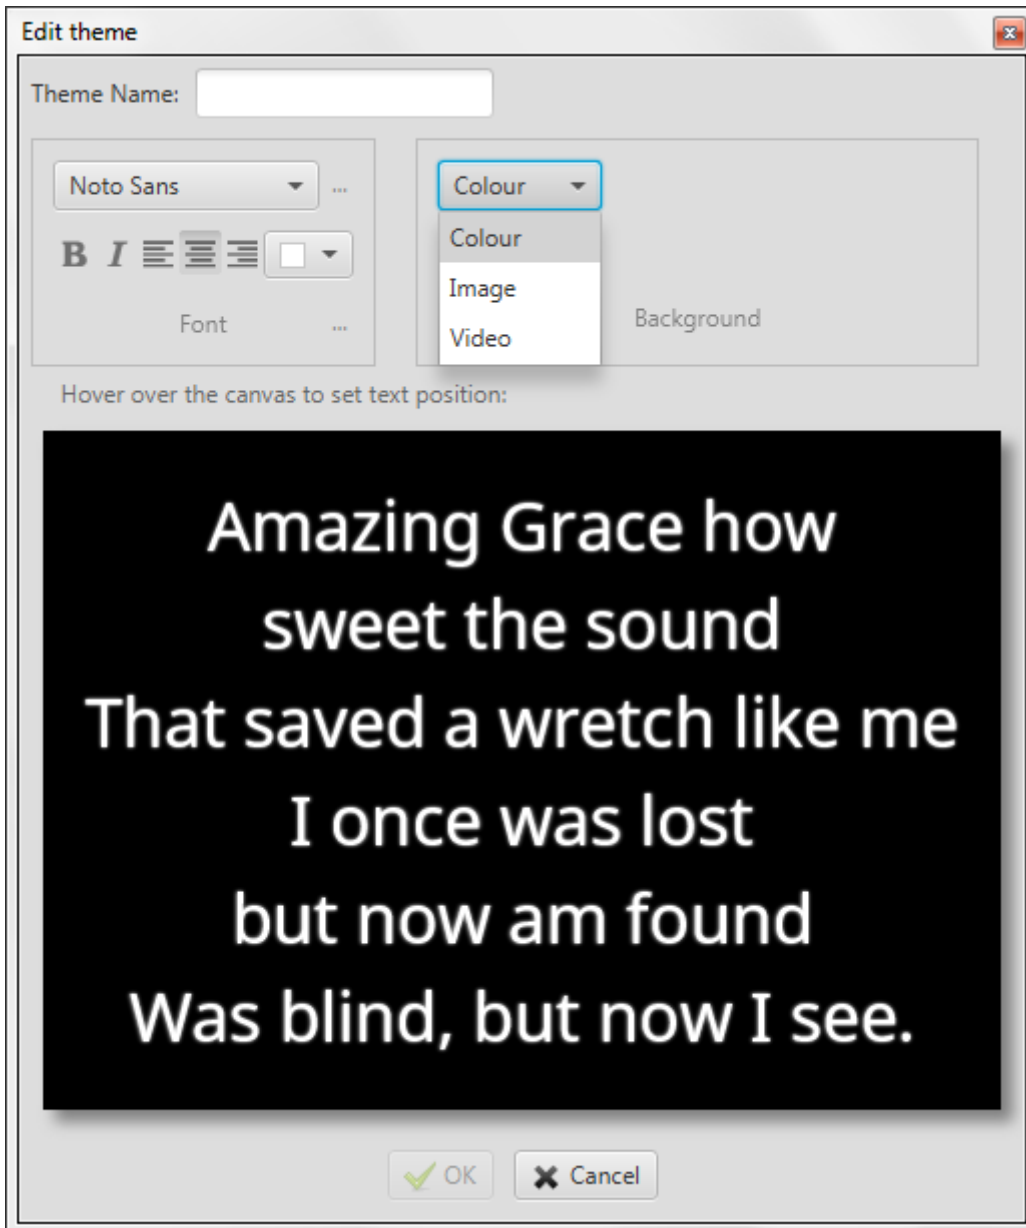 Edit theme
Theme Name:
Noto Sans ...
Colour
Colour
Image
Video
B I
Font ...
Background
Hover over the canvas to set text position:
Amazing Grace how
sweet the sound
That saved a wretch like me
I once was lost
but now am found
Was blind, but now I see.
OK
Cancel